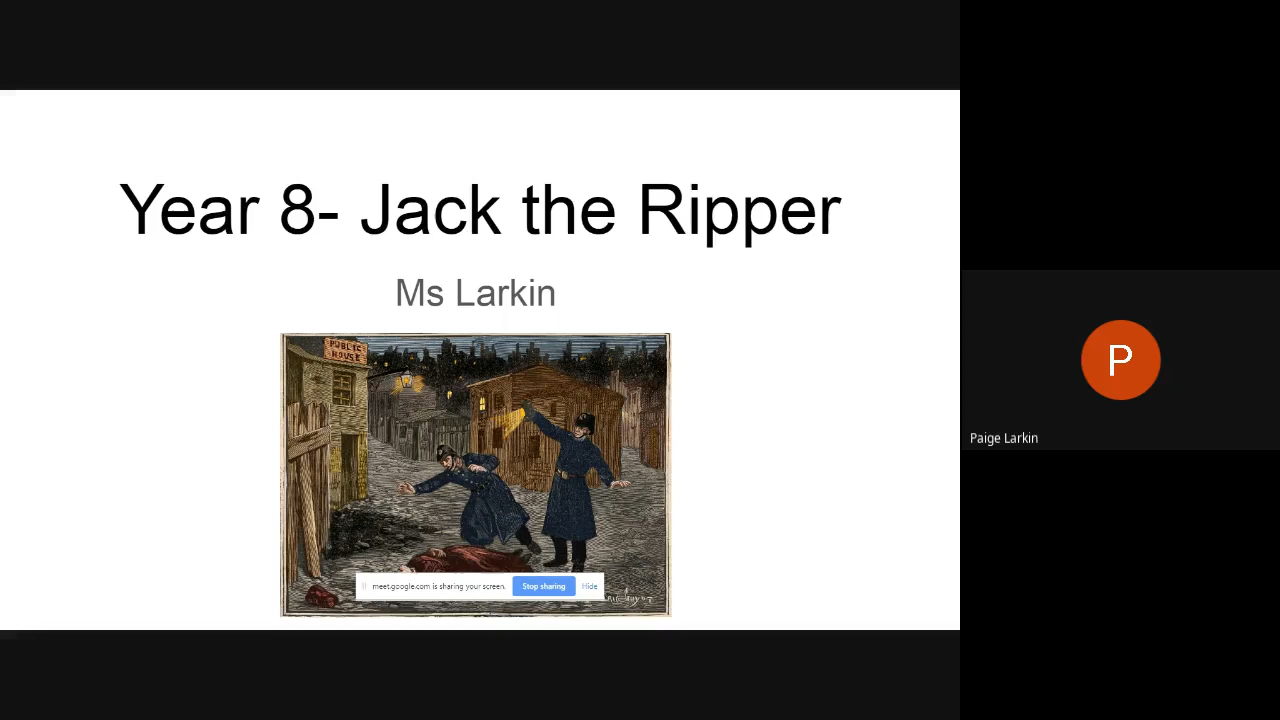 Year 8- Jack the Ripper
Ms Larkin
PUBLIC
HOUSE
meet.google.com is sharing your screen.
Stop sharing
Hide
P
Paige Larkin